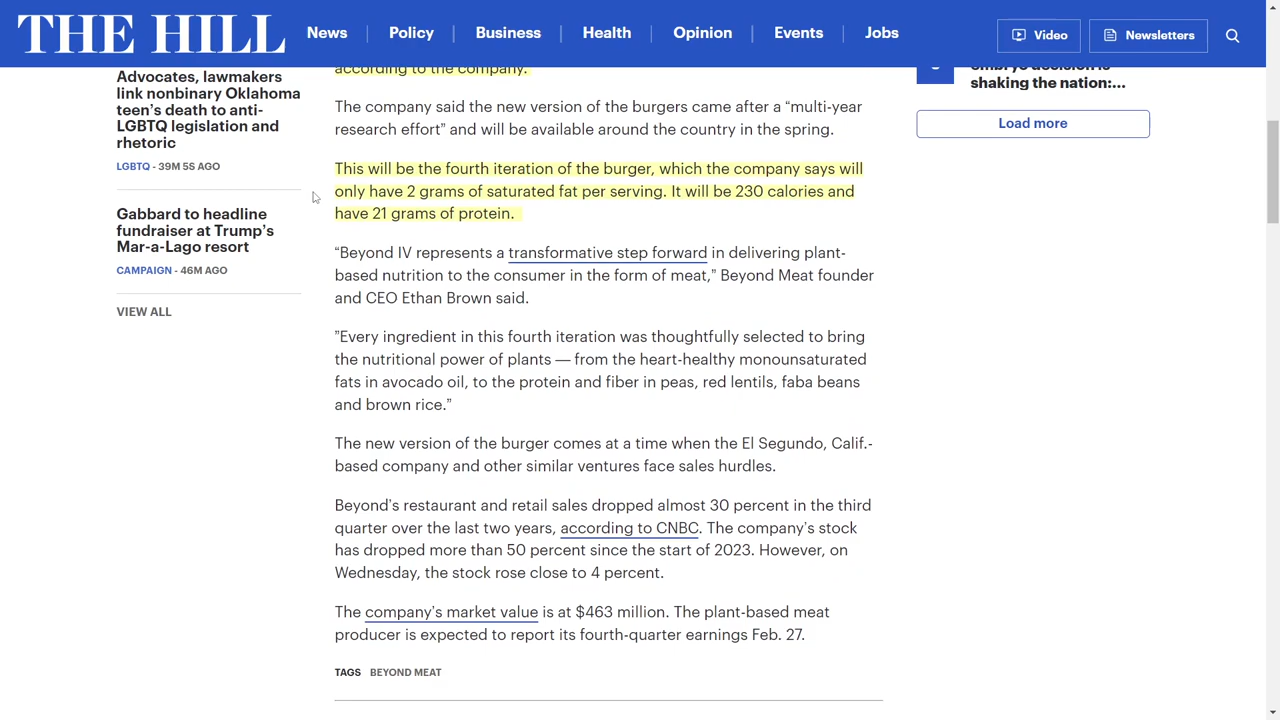 THE HILL
News
Policy
Business
Health
Opinion
Events
Jobs
Video
Newsletters
Advocates, lawmakers
link nonbinary Oklahoma
teen’s death to anti-
LGBTQ legislation and
rhetoric
LGBTQ - 39M 5S AGO
Gabbard to headline
fundraiser at Trump’s
Mar-a-Lago resort
CAMPAIGN - 46M AGO
VIEW ALL
according to the company.
The company said the new version of the burgers came after a “multi-year
research effort” and will be available around the country in the spring.
This will be the fourth iteration of the burger, which the company says will
only have 2 grams of saturated fat per serving. It will be 230 calories and
have 21 grams of protein.
“Beyond IV represents a transformative step forward in delivering plant-
based nutrition to the consumer in the form of meat,” Beyond Meat founder
and CEO Ethan Brown said.
”Every ingredient in this fourth iteration was thoughtfully selected to bring
the nutritional power of plants — from the heart-healthy monounsaturated
fats in avocado oil, to the protein and fiber in peas, red lentils, faba beans
and brown rice.”
The new version of the burger comes at a time when the El Segundo, Calif.-
based company and other similar ventures face sales hurdles.
Beyond’s restaurant and retail sales dropped almost 30 percent in the third
quarter over the last two years, according to CNBC. The company’s stock
has dropped more than 50 percent since the start of 2023. However, on
Wednesday, the stock rose close to 4 percent.
The company’s market value is at $463 million. The plant-based meat
producer is expected to report its fourth-quarter earnings Feb. 27.
TAGS BEYOND MEAT
embryo decision is
shaking the nation:...
Load more